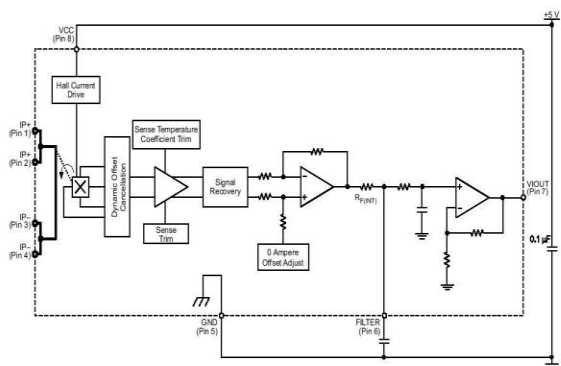 +5 V
VCC
(Pin 8)
Hall Current
Drive
IP+
(Pin 1)
IP+
(Pin 2)
IP−
(Pin 3)
IP−
(Pin 4)
Dynamic Offset
Cancellation
Sense Temperature
Coefficient Trim
Sense
Trim
Signal
Recovery
0 Ampere
Offset Adjust
RF(INT)
VIOUT
(Pin 7)
0.1 µF
GND
(Pin 5)
FILTER
(Pin 6)